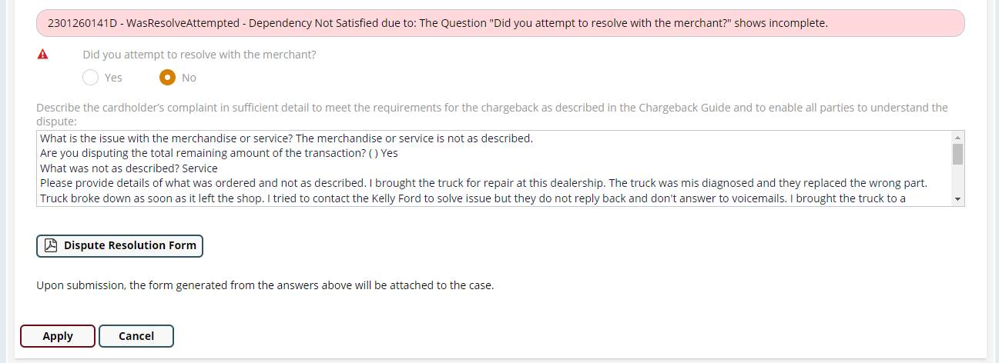 2301260141D - WasResolveAttempted - Dependency Not Satisfied due to: The Question "Did you attempt to resolve with the merchant?" shows incomplete.
Did you attempt to resolve with the merchant?
Yes No
Describe the cardholder's complaint in sufficient detail to meet the requirements for the chargeback as described in the Chargeback Guide and to enable all parties to understand the
dispute:
What is the issue with the merchandise or service? The merchandise or service is not as described.
Are you disputing the total remaining amount of the transaction? ( ) Yes
What was not as described? Service
Please provide details of what was ordered and not as described. I brought the truck for repair at this dealership. The truck was mis diagnosed and they replaced the wrong part.
Truck broke down as soon as it left the shop. I tried to contact the Kelly Ford to solve issue but they do not reply back and don't answer to voicemails. I brought the truck to a
Dispute Resolution Form
Upon submission, the form generated from the answers above will be attached to the case.
Apply Cancel